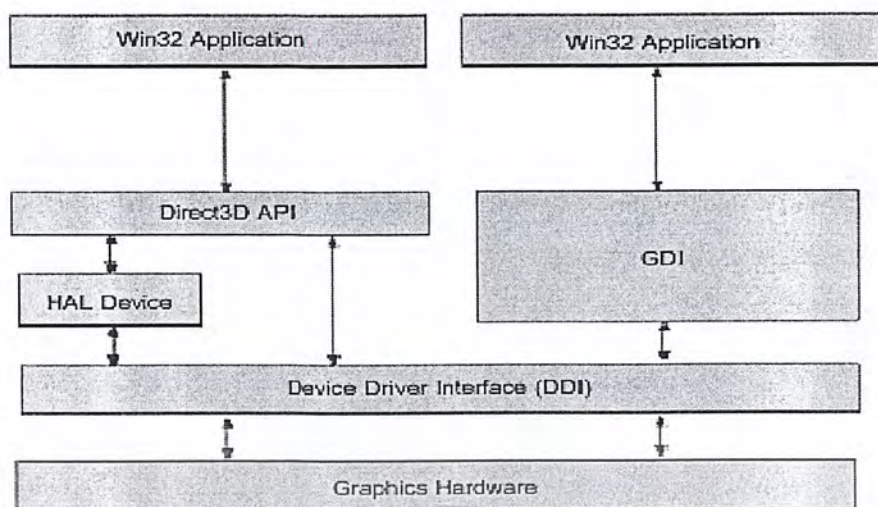 Win32 Application
Win32 Application
Direct3D API
GDI
HAL Device
Device Driver Interface (DDI)
Graphics Hardware